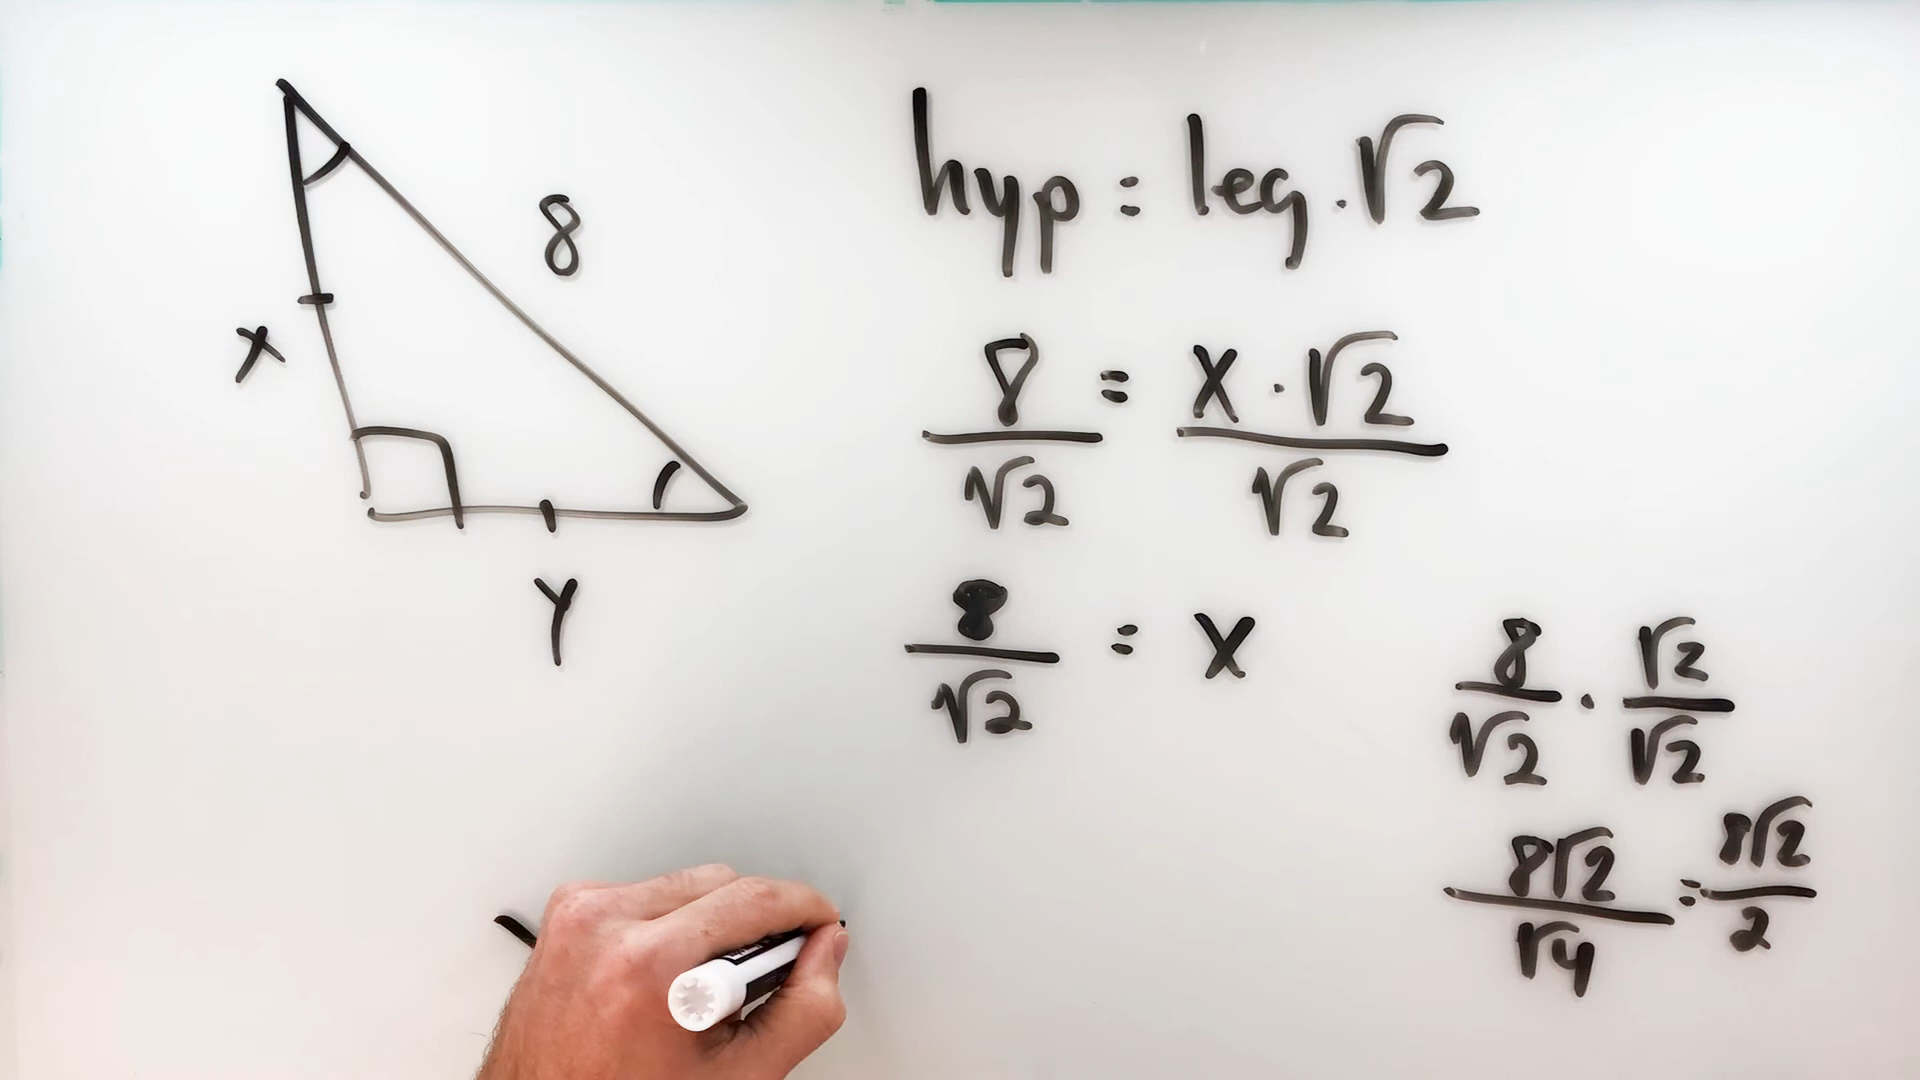 8
x
y
hyp = leg · √2
8/√2 = x · √2/√2
8/√2 = x
8/√2 · √2/√2
8√2/√4 = 8√2/2